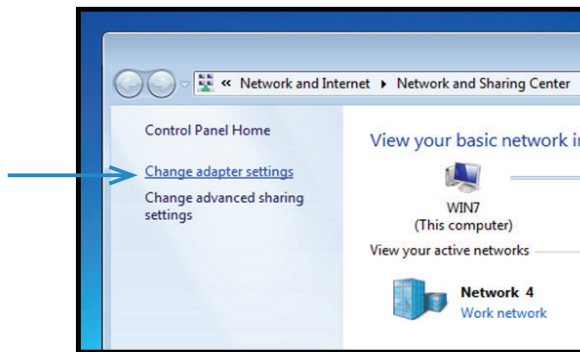 « Network and Internet ▸ Network and Sharing Center
Control Panel Home
Change adapter settings
Change advanced sharing
settings
View your basic network i
WIN7
(This computer)
View your active networks
Network 4
Work network